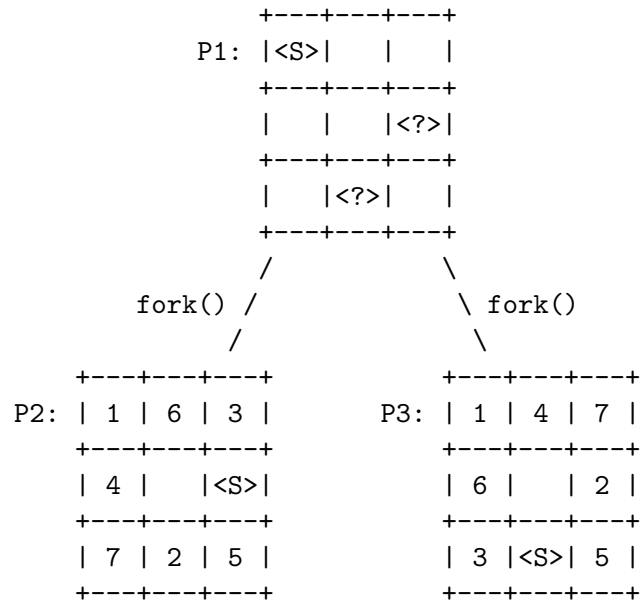 +---+---+---+
P1: |<S>|   |   |
+---+---+---+
|   |   |<?>|
+---+---+---+
|   |<?>|   |
+---+---+---+
/ \
fork() / \ fork()
/ \
+---+---+---+ +---+---+---+
P2: | 1 | 6 | 3 | P3: | 1 | 4 | 7 |
+---+---+---+ +---+---+---+
| 4 |   |<S>| | 6 |   | 2 |
+---+---+---+ +---+---+---+
| 7 | 2 | 5 | | 3 |<S>| 5 |
+---+---+---+ +---+---+---+